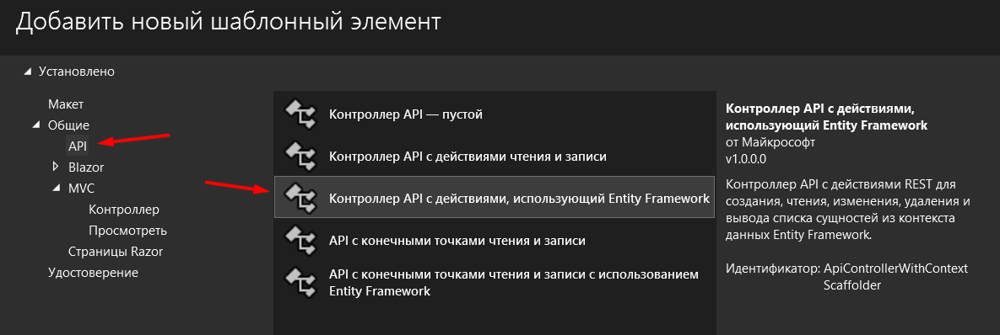 Добавить новый шаблонный элемент
Установлено
Макет
Общие
API
Blazor
MVC
Контроллер
Просмотреть
Страницы Razor
Удостоверение
Контроллер API — пустой
Контроллер API с действиями чтения и записи
Контроллер API с действиями, использующий Entity Framework
API с конечными точками чтения и записи
API с конечными точками чтения и записи с использованием
Entity Framework
Контроллер API с действиями,
использующий Entity Framework
от Майкрософт
v1.0.0.0
Контроллер API с действиями REST для
создания, чтения, изменения, удаления и
вывода списка сущностей из контекста
данных Entity Framework.
Идентификатор: ApiControllerWithContext
Scaffolder